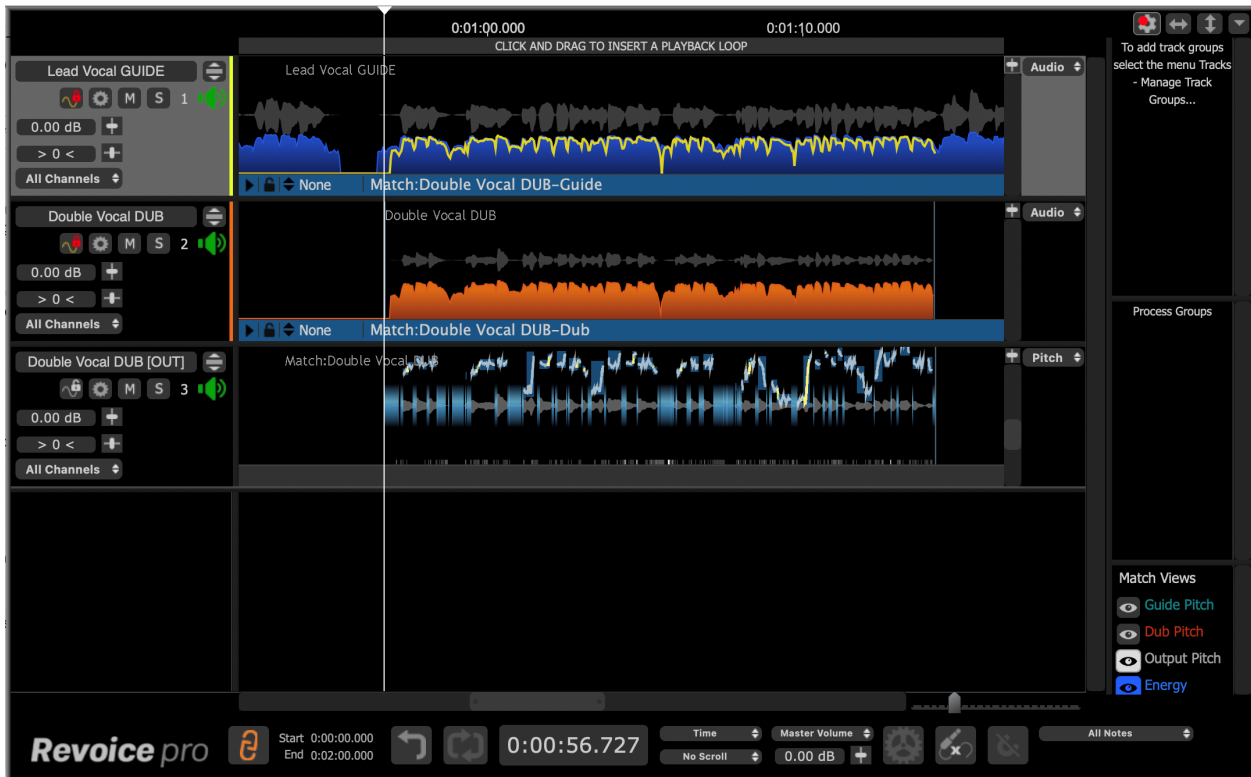 0:01:00.000
0:01:10.000
CLICK AND DRAG TO INSERT A PLAYBACK LOOP
To add track groups
select the menu Tracks
- Manage Track
Groups...
Lead Vocal GUIDE
M S 1
0.00 dB
> 0 <
All Channels
Lead Vocal GUIDE
Audio
None
Match:Double Vocal DUB-Guide
Double Vocal DUB
M S 2
0.00 dB
> 0 <
All Channels
Double Vocal DUB
Audio
None
Match:Double Vocal DUB-Dub
Double Vocal DUB [OUT]
M S 3
0.00 dB
> 0 <
All Channels
Match:Double Vocal DUB
Pitch
Process Groups
Match Views
Guide Pitch
Dub Pitch
Output Pitch
Energy
Revoice pro
Start 0:00:00.000
End 0:02:00.000
0:00:56.727
Time
No Scroll
Master Volume
0.00 dB
x
All Notes